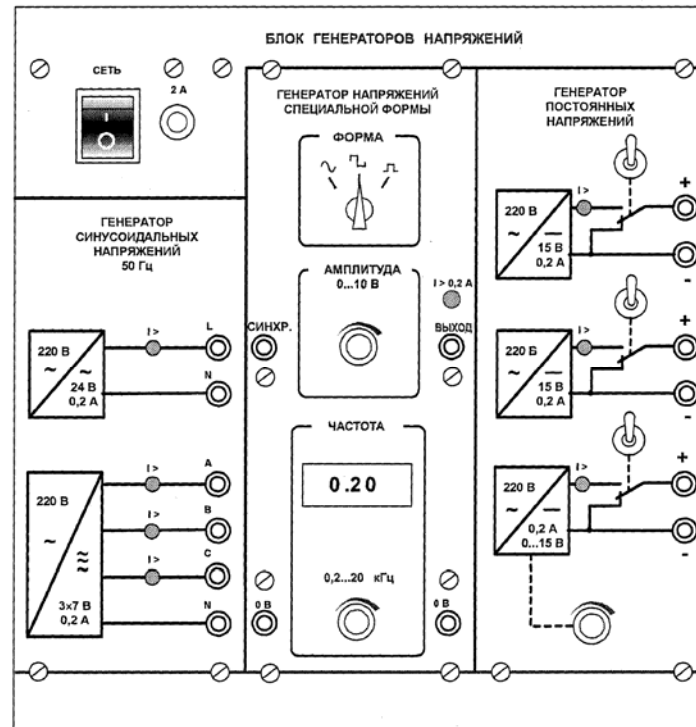 БЛОК ГЕНЕРАТОРОВ НАПРЯЖЕНИЙ
СЕТЬ
2 А
I
ГЕНЕРАТОР
СИНУСОИДАЛЬНЫХ
НАПРЯЖЕНИЙ
50 Гц
220 В
~
~
24 В
0,2 А
I >
L
N
220 В
~
≈
3×7 В
0,2 А
I >
A
I >
B
I >
C
N
ГЕНЕРАТОР НАПРЯЖЕНИЙ
СПЕЦИАЛЬНОЙ ФОРМЫ
ФОРМА
АМПЛИТУДА
0...10 В
I > 0,2 А
СИНХР.
ВЫХОД
ЧАСТОТА
0.20
0,2...20 кГц
0 В
0 В
ГЕНЕРАТОР
ПОСТОЯННЫХ
НАПРЯЖЕНИЙ
220 В
~
15 В
0,2 А
I >
+
-
220 Б
~
15 В
0,2 А
I >
+
-
220 В
~
0,2 А
0...15 В
I >
+
-